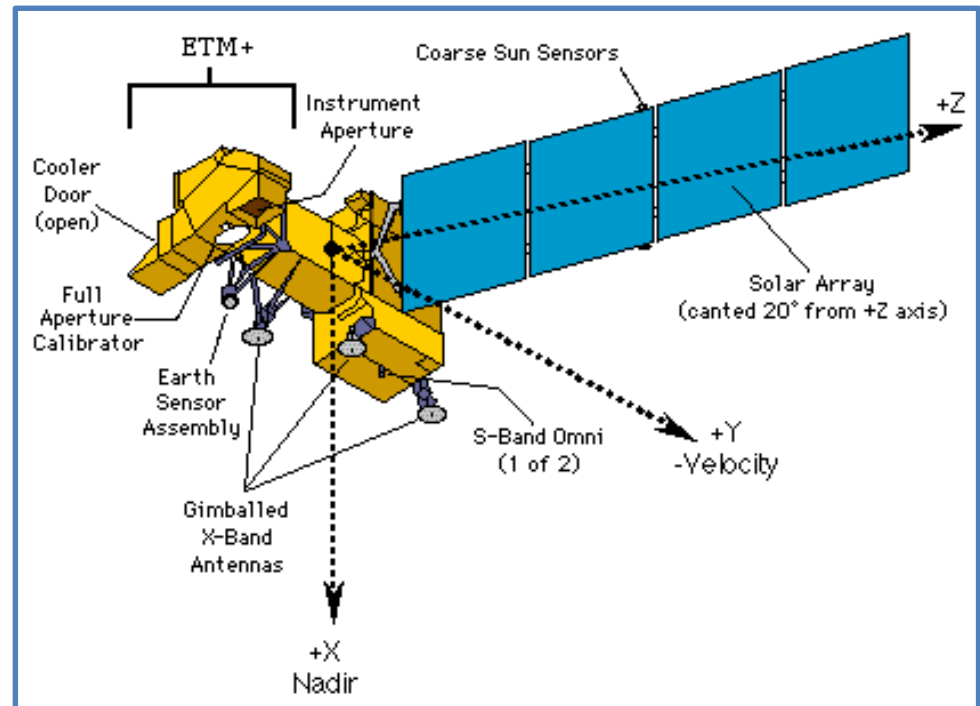 ETM+
Coarse Sun Sensors
+Z
Instrument
Aperture
Cooler
Door
(open)
Solar Array
(canted 20° from +Z axis)
Full
Aperture
Calibrator
Earth
Sensor
Assembly
S-Band Omni
(1 of 2)
+Y
-Velocity
Gimballed
X-Band
Antennas
+X
Nadir